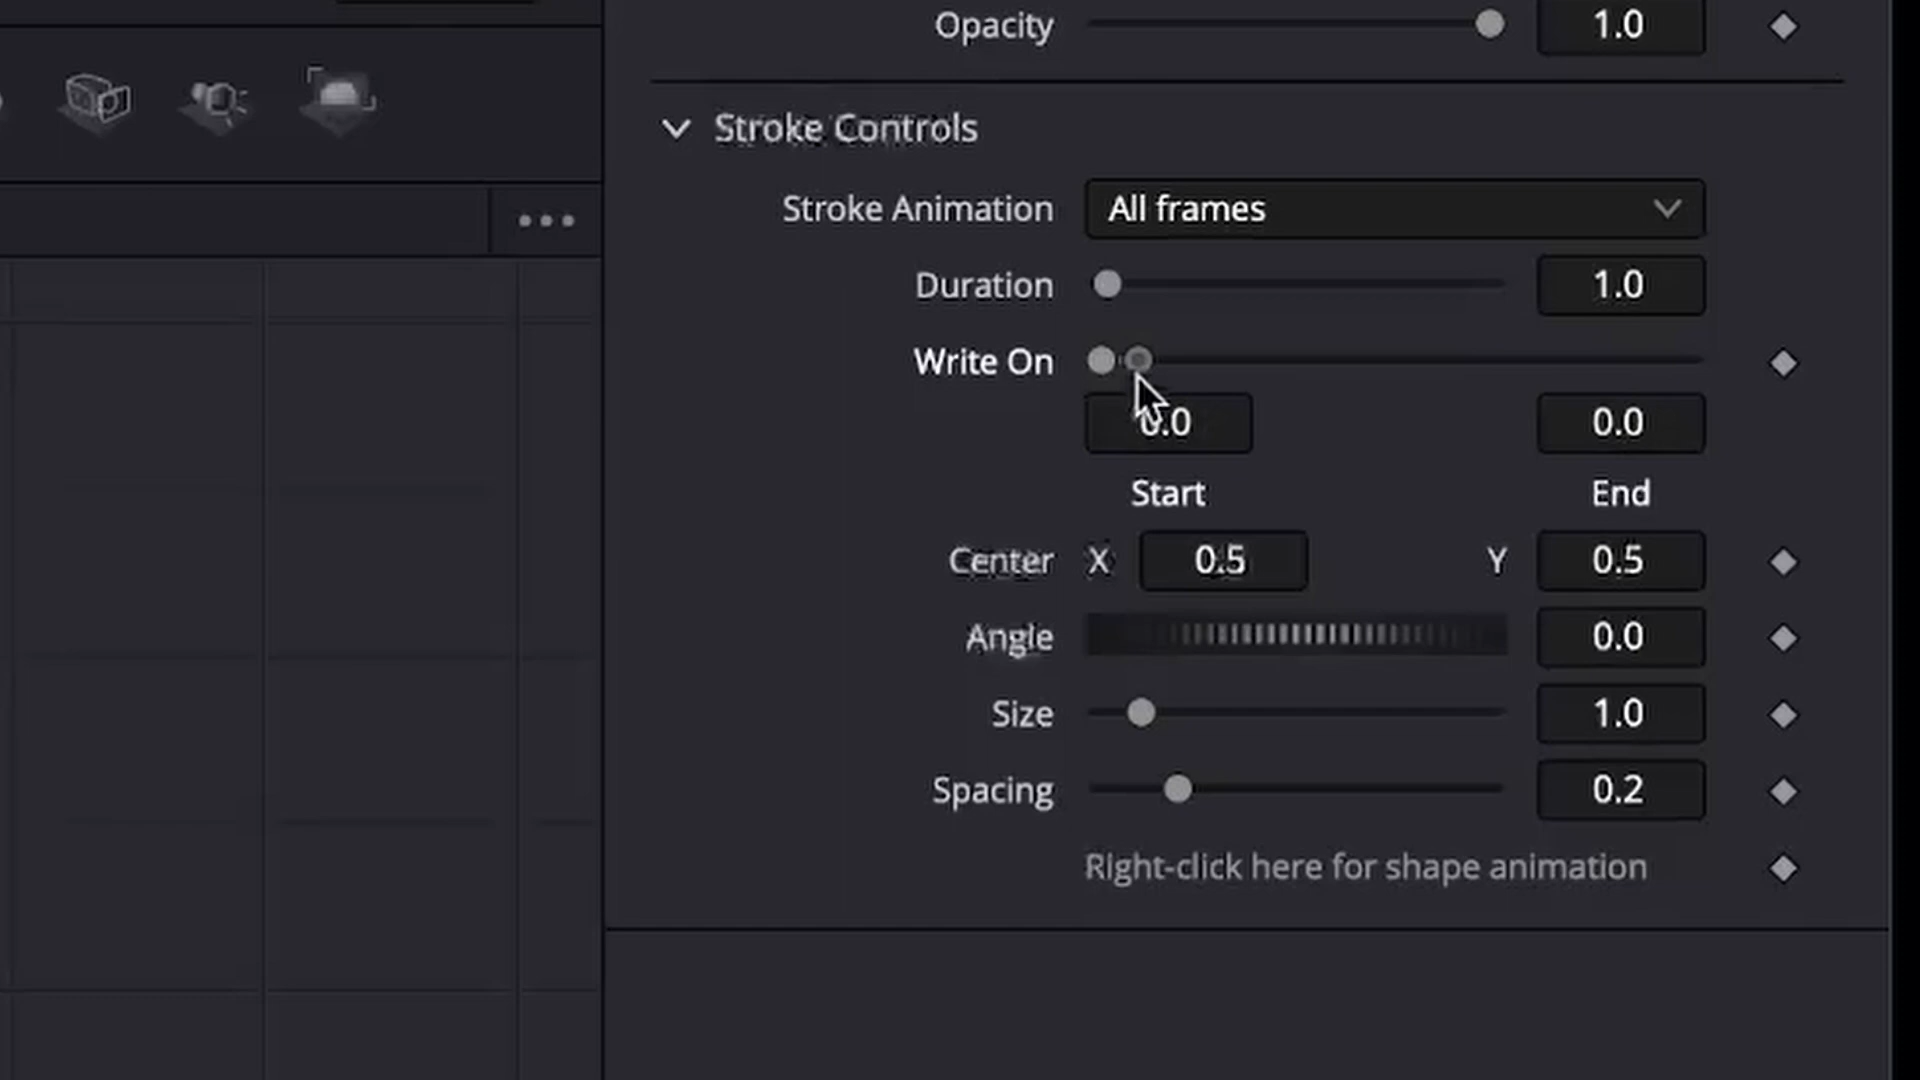 Opacity 1.0
Stroke Controls
Stroke Animation All frames
Duration 1.0
Write On
0.0 0.0
Start End
Center X 0.5 Y 0.5
Angle 0.0
Size 1.0
Spacing 0.2
Right-click here for shape animation